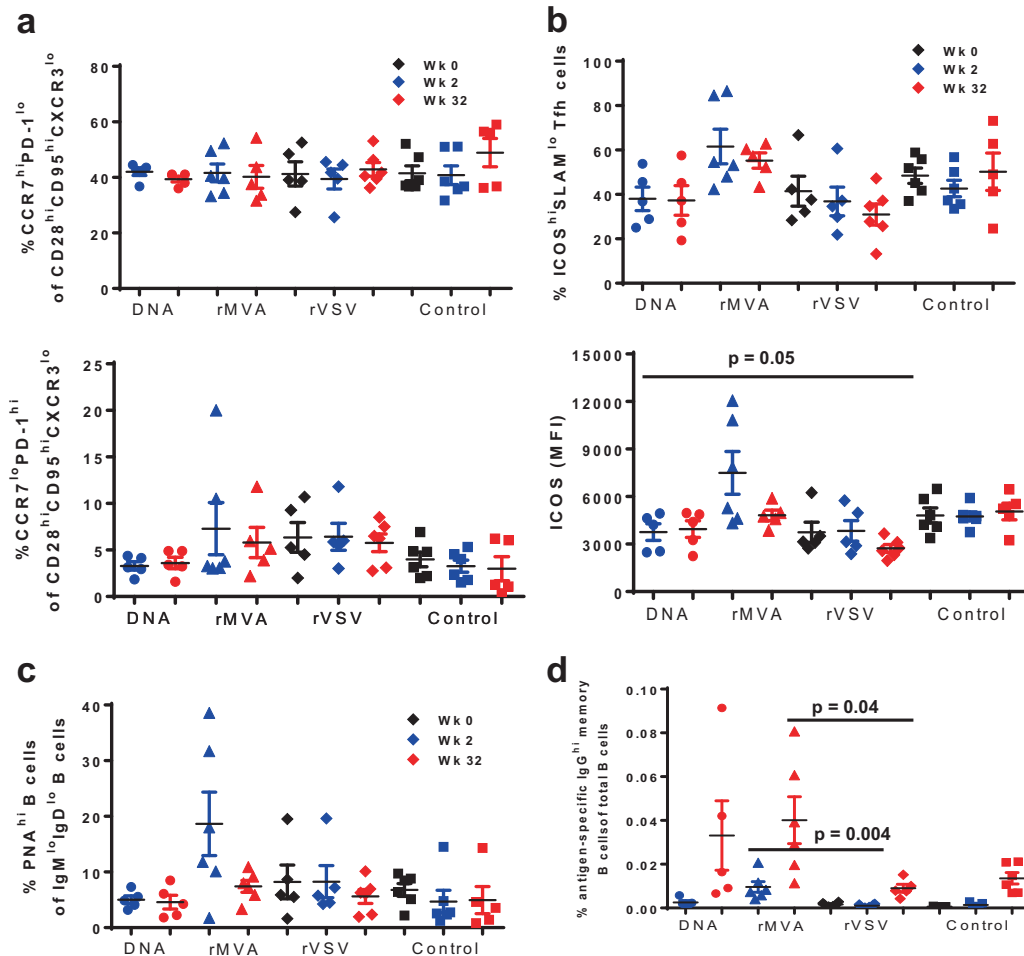 a
%CCR7hiPD-1lo
of CD28hiCD95hiCXCR3lo
80
60
40
20
0
Wk 0
Wk 2
Wk 32
DNA rMVA rVSV Control
%CCR7loPD-1hi
of CD28hiCD95hiCXCR3lo
25
20
15
10
5
0
DNA rMVA rVSV Control
b
% ICOShiSLAMlo Tfh cells
100
80
60
40
20
0
Wk 0
Wk 2
Wk 32
DNA rMVA rVSV Control
ICOS (MFI)
15000
12000
9000
6000
3000
0
p = 0.05
DNA rMVA rVSV Control
c
% PNA hi B cells
of IgM loIgD lo B cells
40
30
20
10
0
Wk 0
Wk 2
Wk 32
DNA rMVA rVSV Control
d
% antigen-specific IgGhi memory
B cells of total B cells
0.10
0.08
0.06
0.04
0.02
0.00
p = 0.04
p = 0.004
DNA rMVA rVSV Control